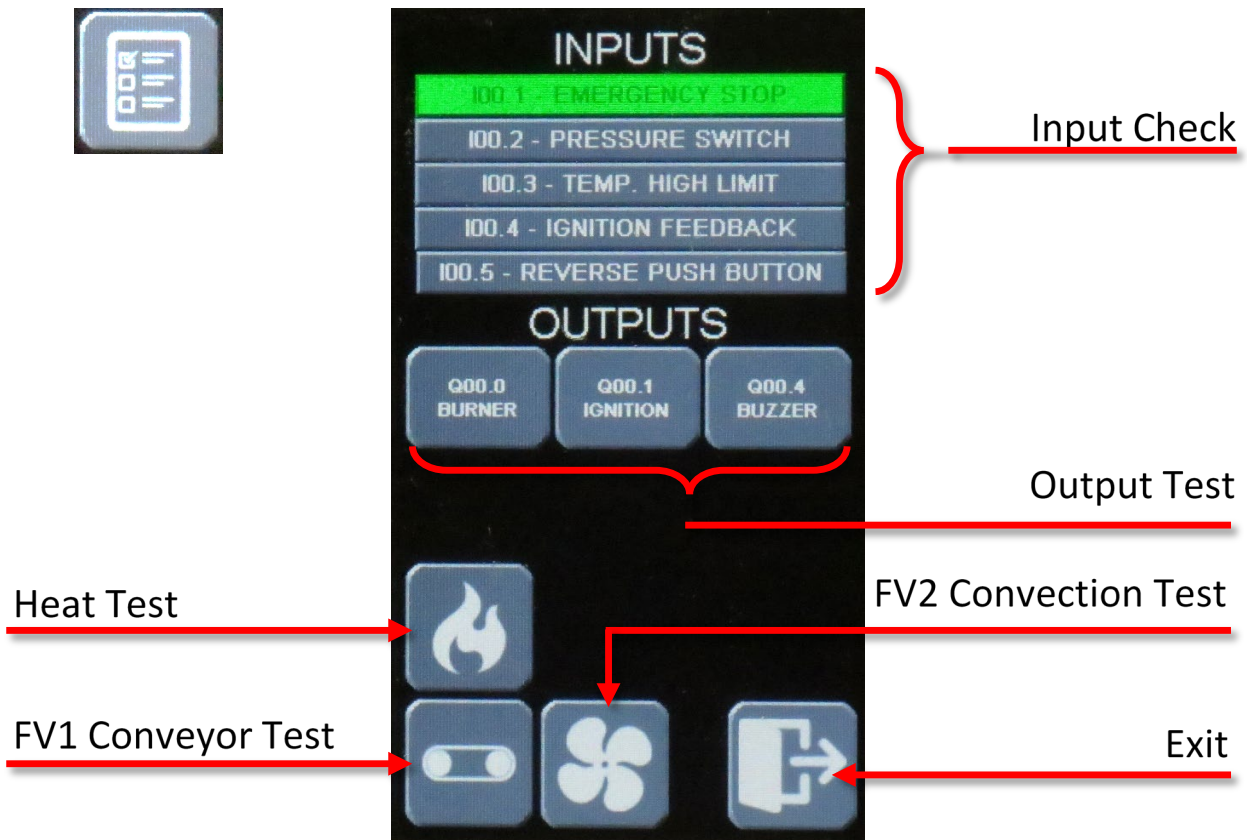 INPUTS
I00.1 - EMERGENCY STOP
I00.2 - PRESSURE SWITCH
I00.3 - TEMP. HIGH LIMIT
I00.4 - IGNITION FEEDBACK
I00.5 - REVERSE PUSH BUTTON
Input Check
OUTPUTS
Q00.0
BURNER
Q00.1
IGNITION
Q00.4
BUZZER
Output Test
Heat Test
FV2 Convection Test
FV1 Conveyor Test
Exit